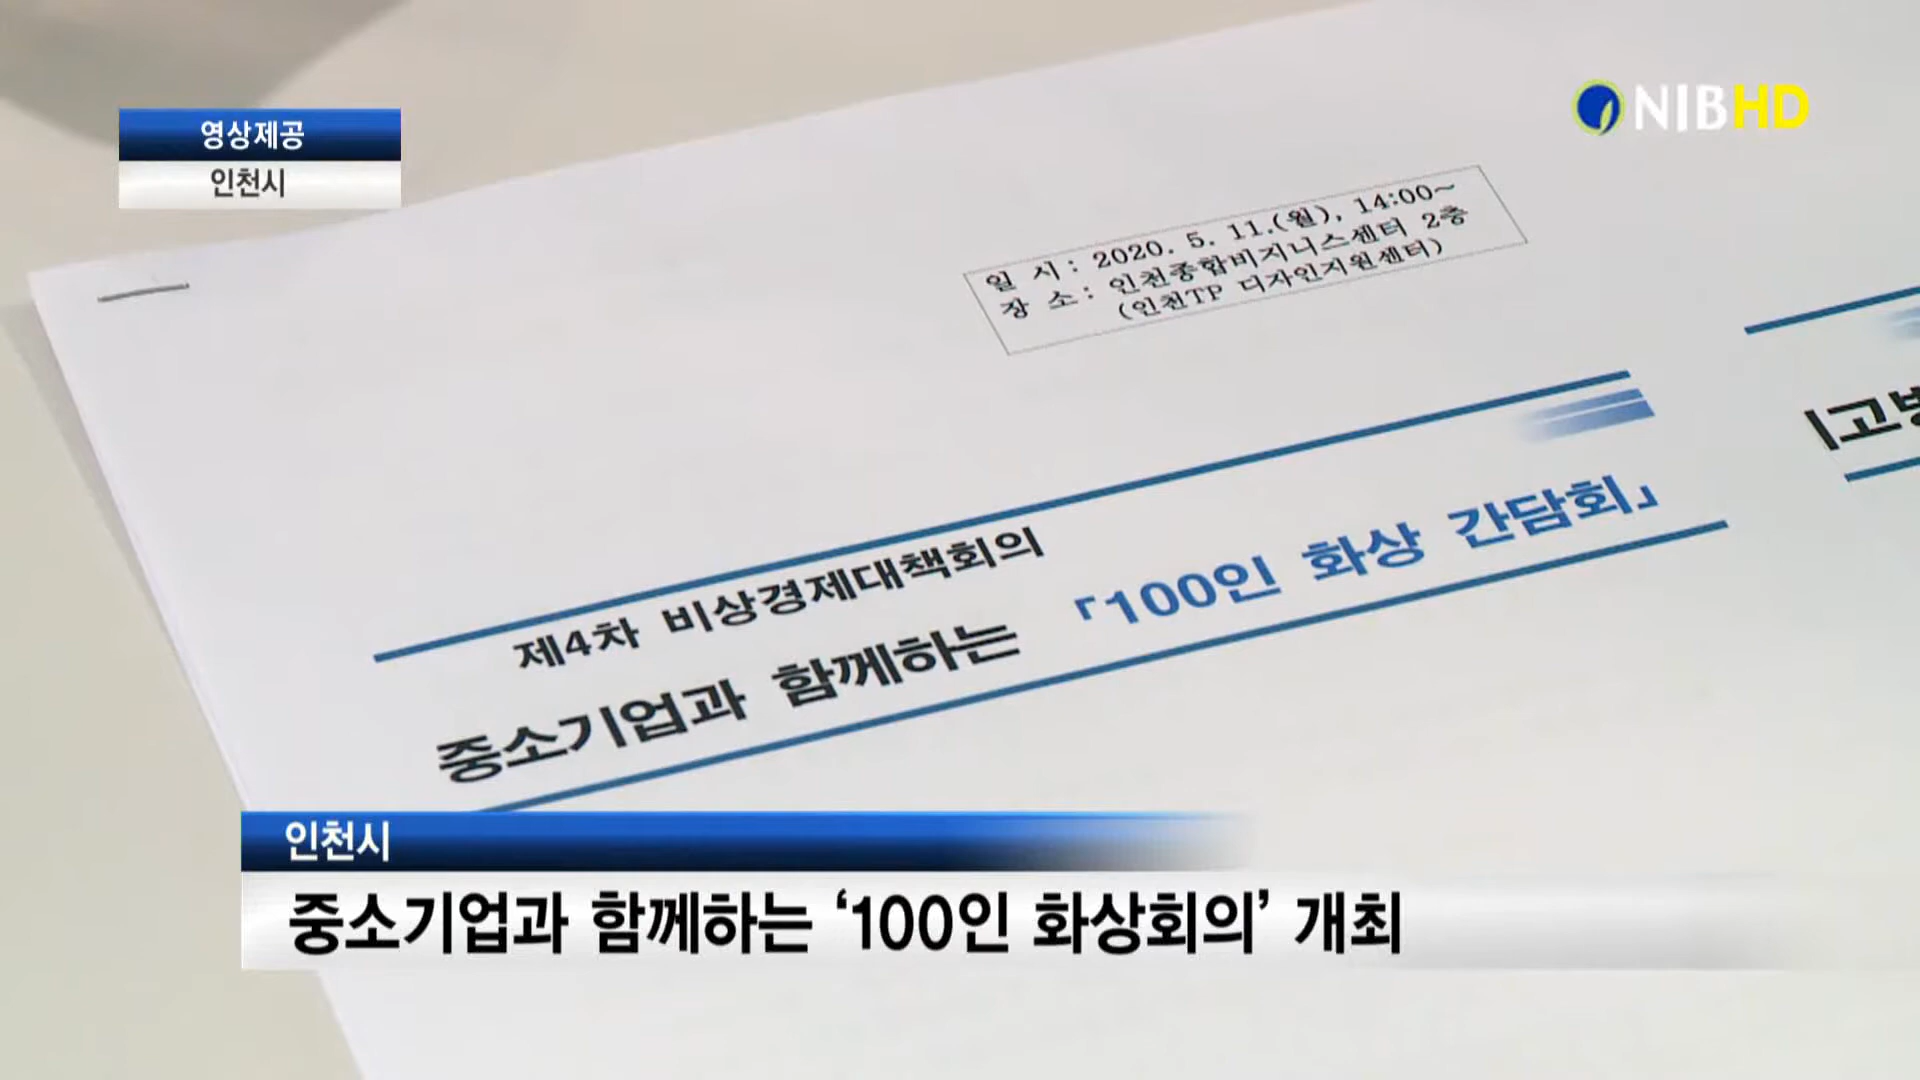 NIBHD
영상제공
인천시
일 시 : 2020. 5. 11.(월), 14:00~
장 소 : 인천종합비지니스센터 2층
(인천TP 디자인지원센터)
제4차 비상경제대책회의
중소기업과 함께하는 「100인 화상 간담회」
인천시
중소기업과 함께하는 ‘100인 화상회의’ 개최